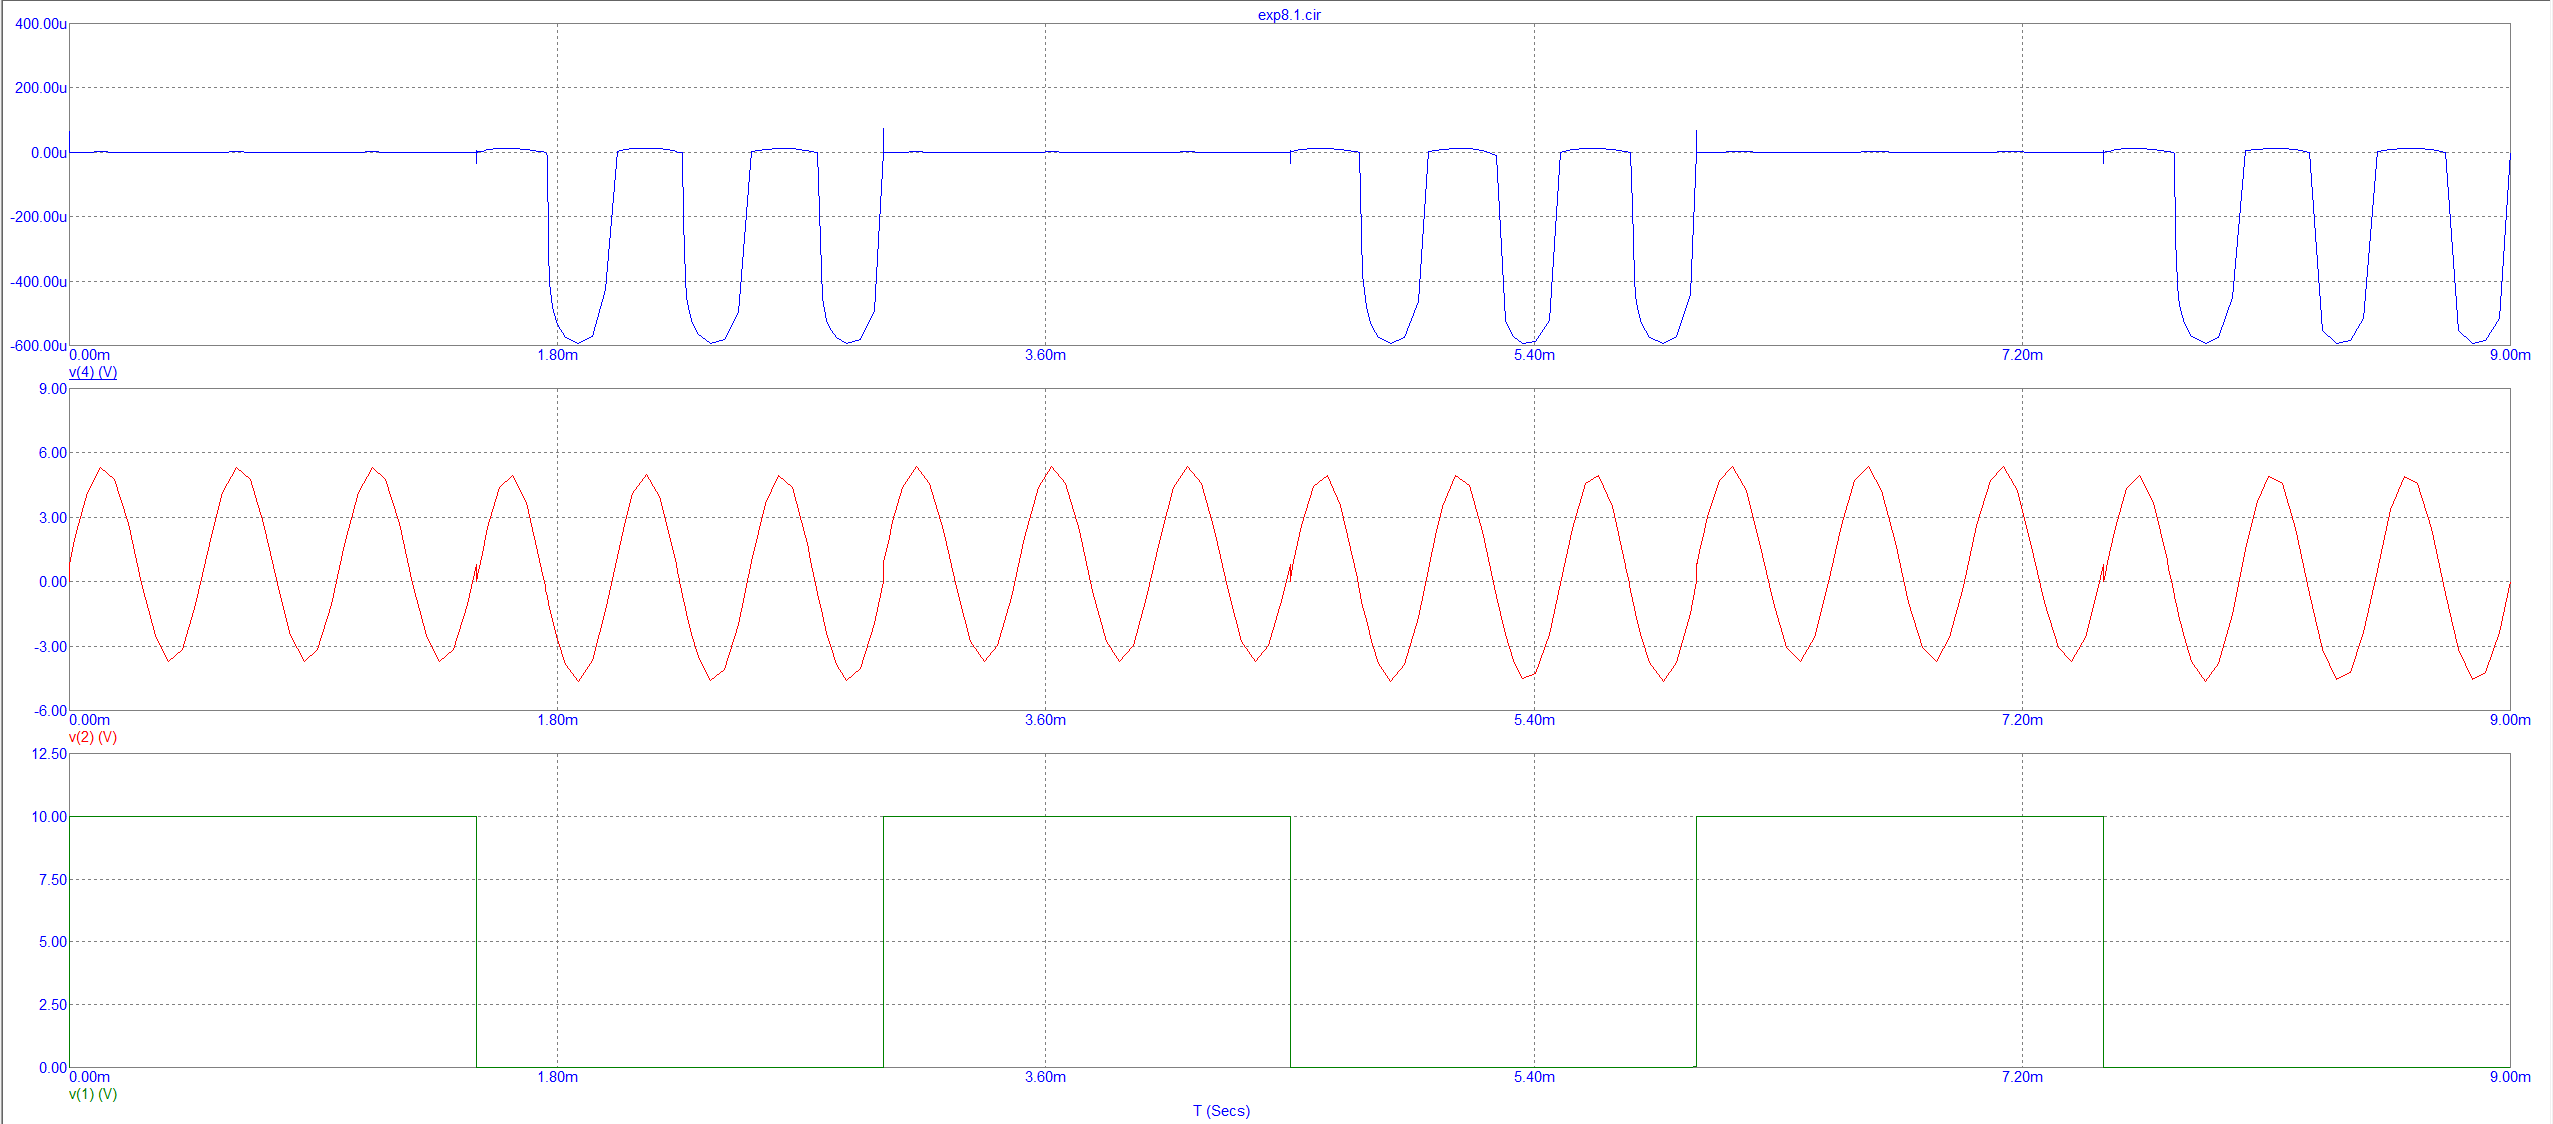 exp8.1.cir
400.00u
200.00u
0.00u
-200.00u
-400.00u
-600.00u
0.00m 1.80m 3.60m 5.40m 7.20m 9.00m
v(4) (V)
9.00
6.00
3.00
0.00
-3.00
-6.00
0.00m 1.80m 3.60m 5.40m 7.20m 9.00m
v(2) (V)
12.50
10.00
7.50
5.00
2.50
0.00
0.00m 1.80m 3.60m 5.40m 7.20m 9.00m
v(1) (V)
T (Secs)